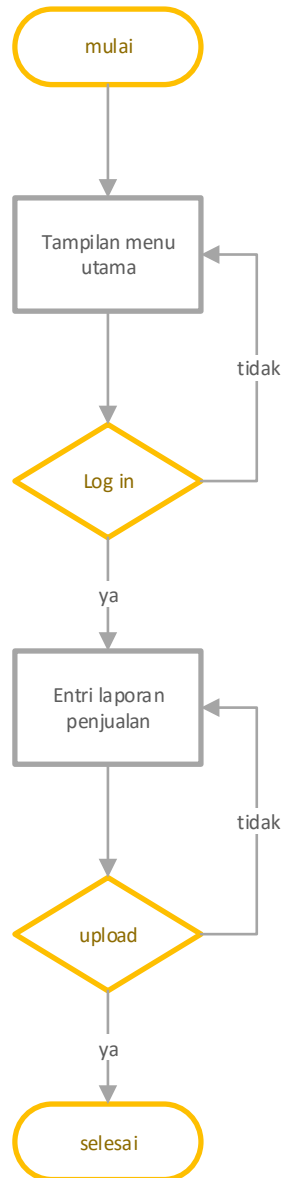 mulai
Tampilan menu
utama
tidak
Log in
ya
Entri laporan
penjualan
tidak
upload
ya
selesai